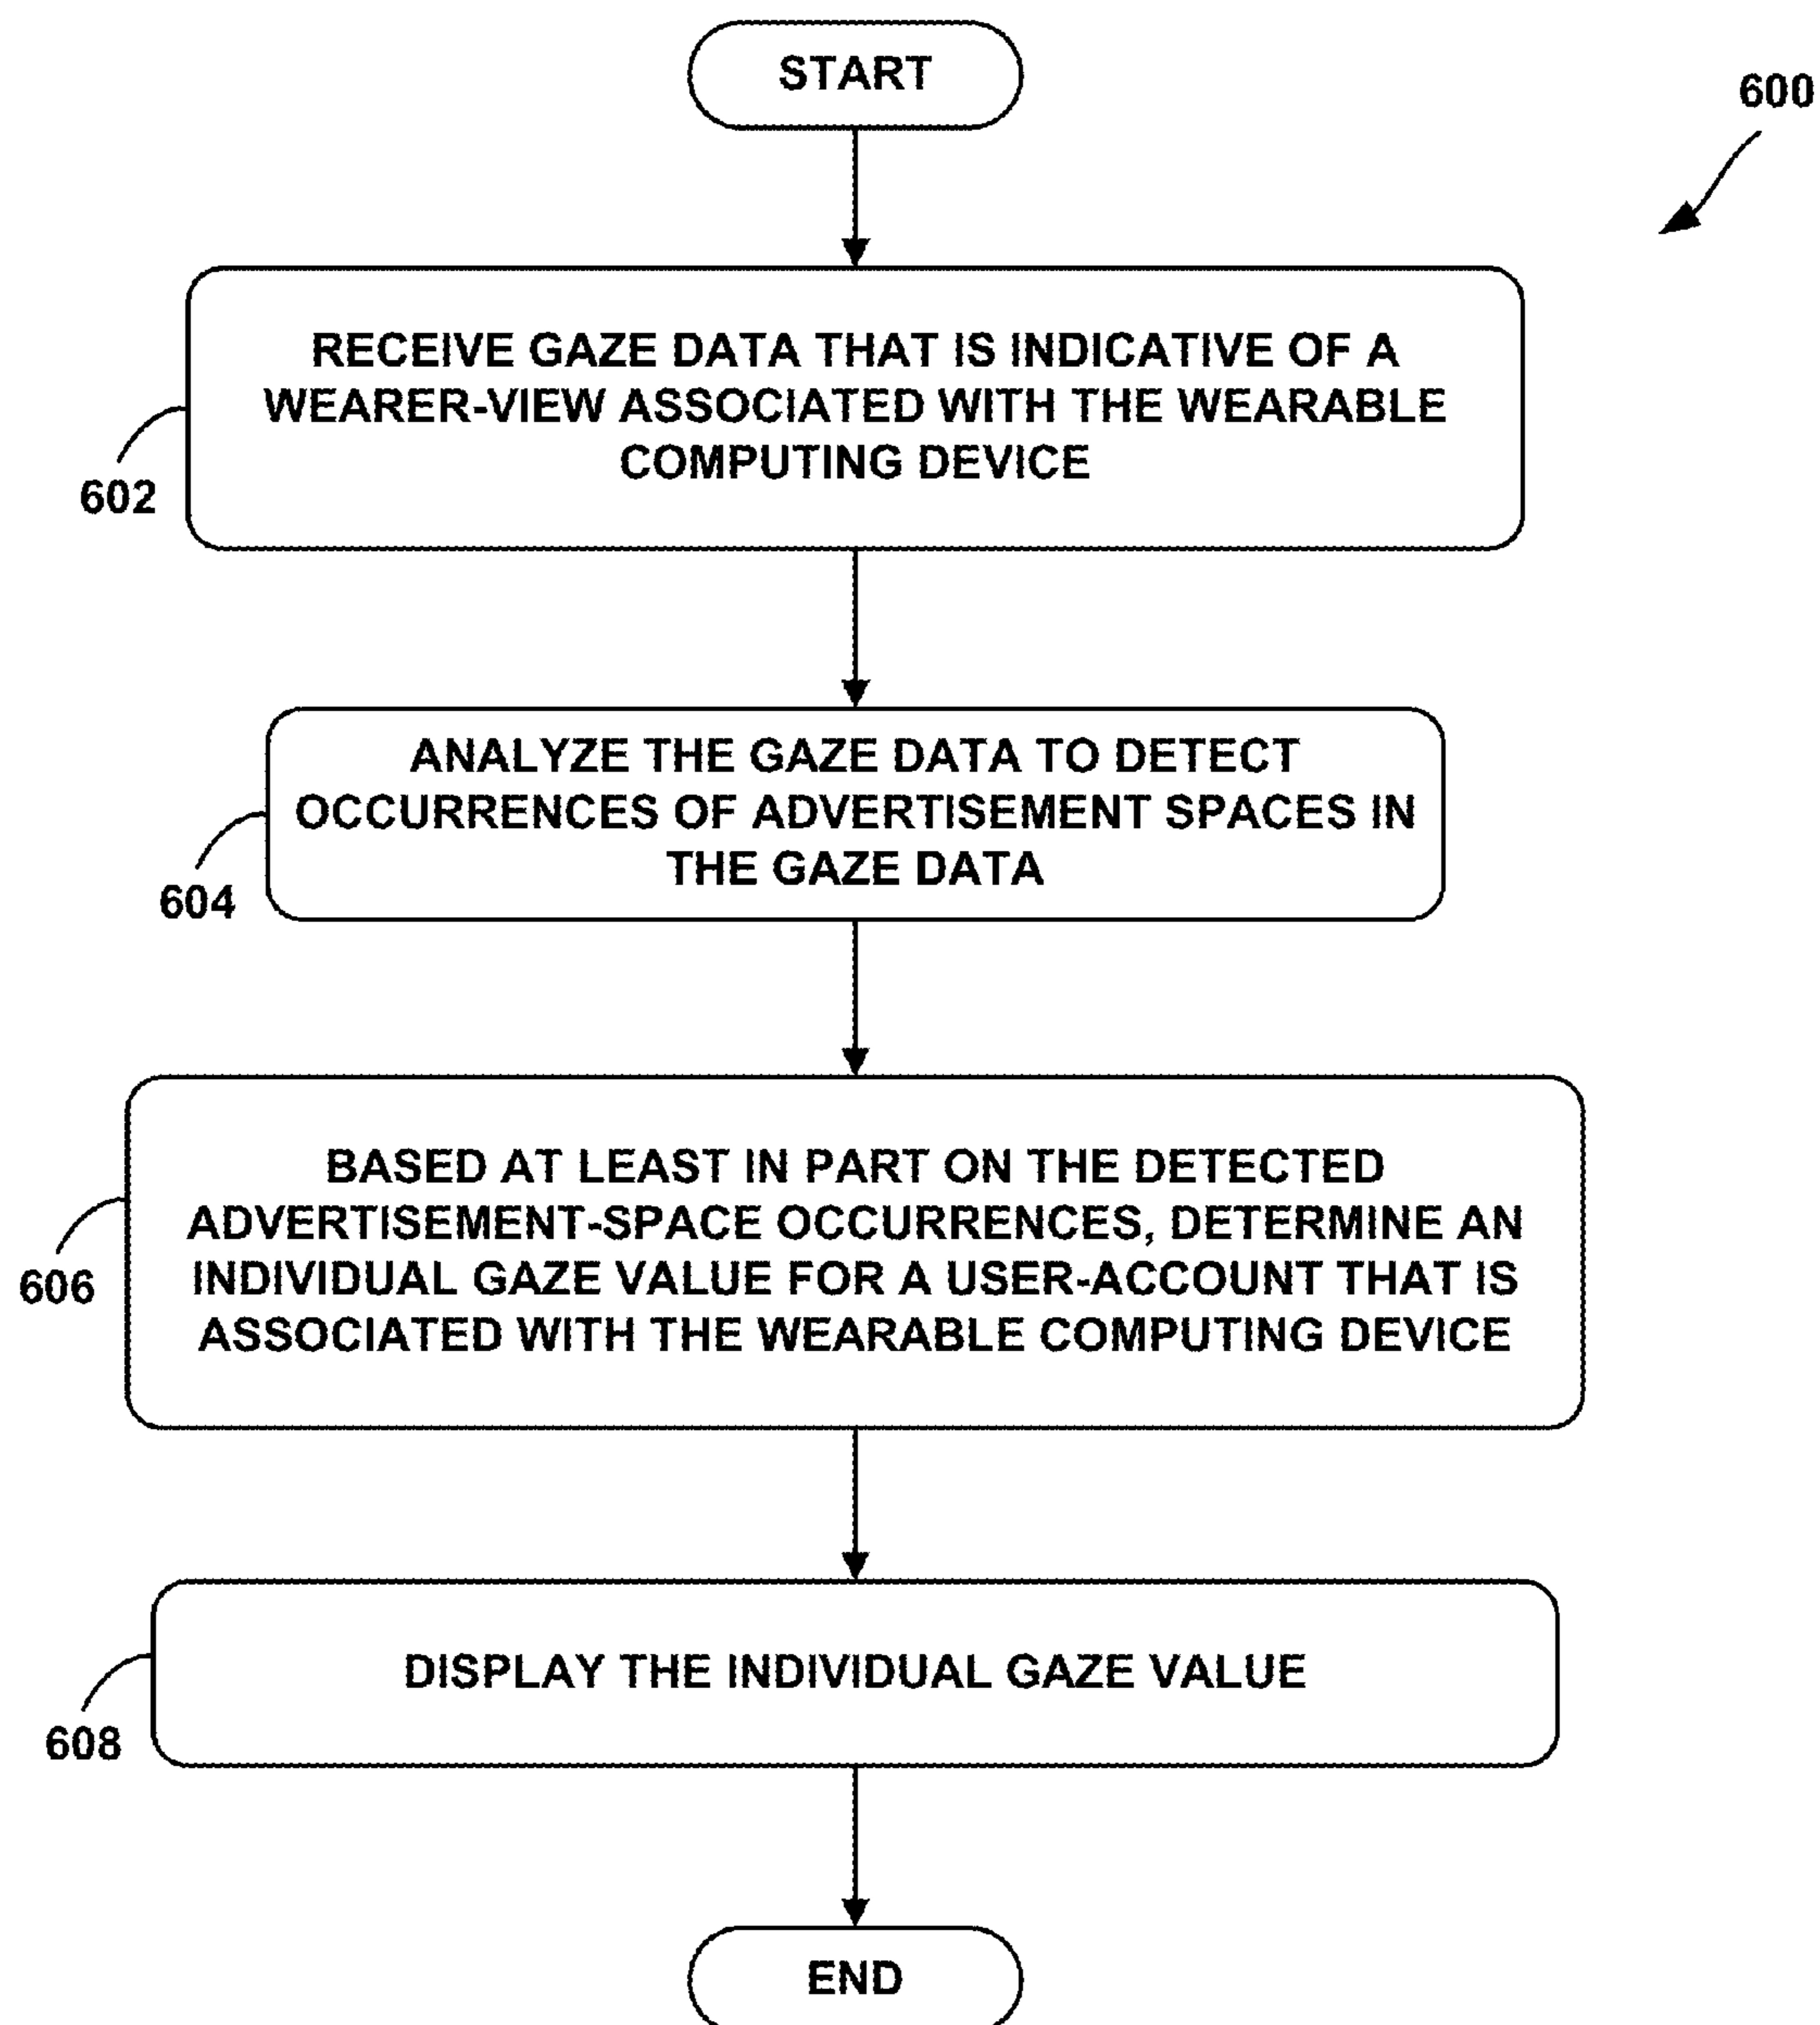 START
600
RECEIVE GAZE DATA THAT IS INDICATIVE OF A
WEARER-VIEW ASSOCIATED WITH THE WEARABLE
COMPUTING DEVICE
602
ANALYZE THE GAZE DATA TO DETECT
OCCURRENCES OF ADVERTISEMENT SPACES IN
THE GAZE DATA
604
BASED AT LEAST IN PART ON THE DETECTED
ADVERTISEMENT-SPACE OCCURRENCES, DETERMINE AN
INDIVIDUAL GAZE VALUE FOR A USER-ACCOUNT THAT IS
ASSOCIATED WITH THE WEARABLE COMPUTING DEVICE
606
DISPLAY THE INDIVIDUAL GAZE VALUE
608
END